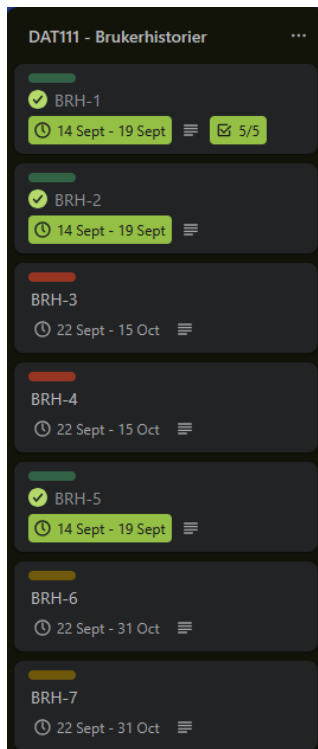 DAT111 - Brukerhistorier
BRH-1
14 Sept - 19 Sept
5/5
BRH-2
14 Sept - 19 Sept
BRH-3
22 Sept - 15 Oct
BRH-4
22 Sept - 15 Oct
BRH-5
14 Sept - 19 Sept
BRH-6
22 Sept - 31 Oct
BRH-7
22 Sept - 31 Oct